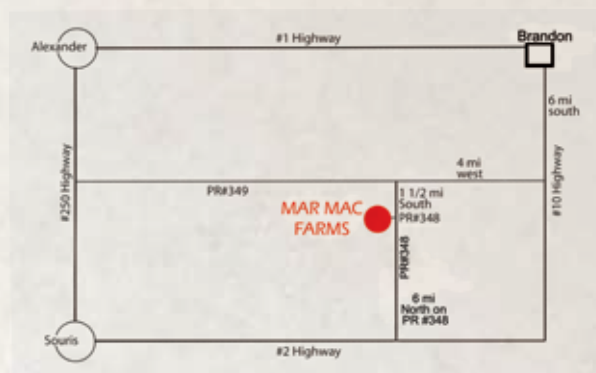 #1 Highway
Brandon
Alexander
6 mi
south
#250 Highway
4 mi
west
#10 Highway
PR#349
1 1/2 mi
South
PR#348
MAR MAC
FARMS
PR#348
6 mi
North on
PR #348
Souris
#2 Highway